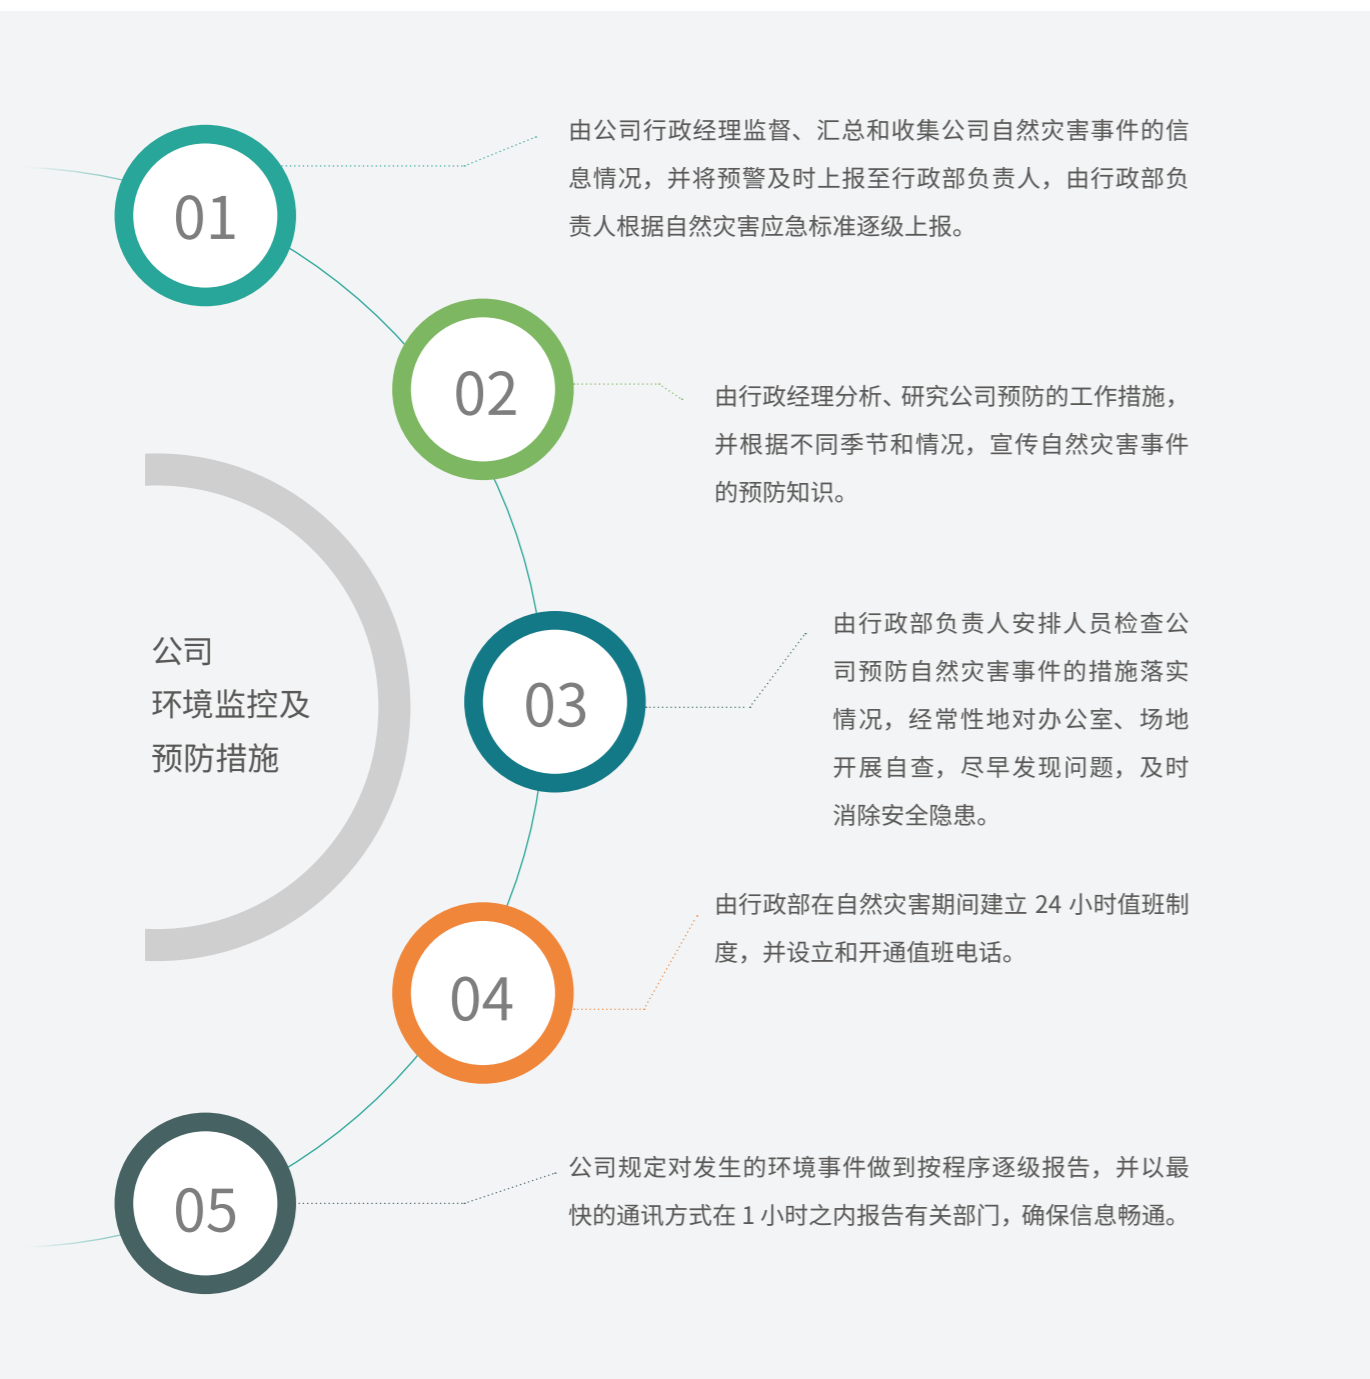 01
由公司行政经理监督、汇总和收集公司自然灾害事件的信
息情况，并将预警及时上报至行政部负责人，由行政部负
责人根据自然灾害应急标准逐级上报。
02
由行政经理分析、研究公司预防的工作措施，
并根据不同季节和情况，宣传自然灾害事件
的预防知识。
公司
环境监控及
预防措施
03
由行政部负责人安排人员检查公
司预防自然灾害事件的措施落实
情况，经常性地对办公室、场地
开展自查，尽早发现问题，及时
消除安全隐患。
04
由行政部在自然灾害期间建立 24 小时值班制
度，并设立和开通值班电话。
05
公司规定对发生的环境事件做到按程序逐级报告，并以最
快的通讯方式在 1 小时之内报告有关部门，确保信息畅通。